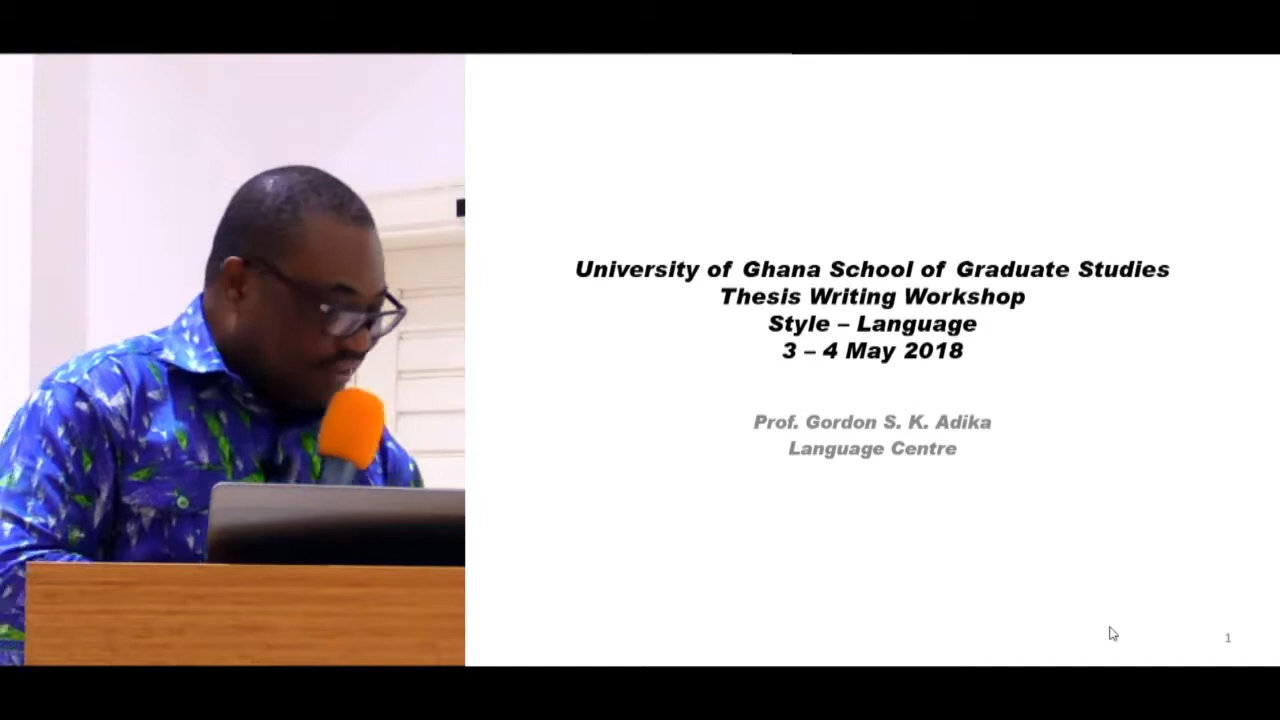 University of Ghana School of Graduate Studies
Thesis Writing Workshop
Style – Language
3 – 4 May 2018
Prof. Gordon S. K. Adika
Language Centre
1